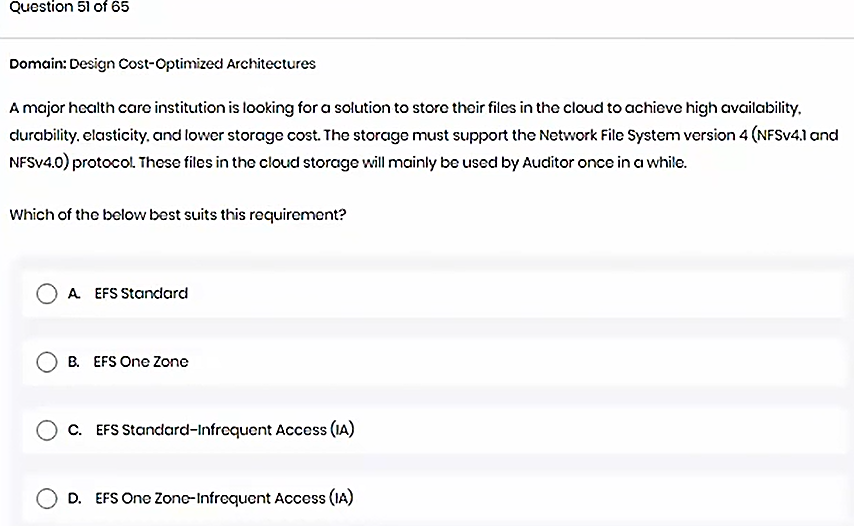 Question 51 of 65
Domain: Design Cost-Optimized Architectures
A major health care institution is looking for a solution to store their files in the cloud to achieve high availability,
durability, elasticity, and lower storage cost. The storage must support the Network File System version 4 (NFSv4.1 and
NFSv4.0) protocol. These files in the cloud storage will mainly be used by Auditor once in a while.
Which of the below best suits this requirement?
A. EFS Standard
B. EFS One Zone
C. EFS Standard-Infrequent Access (IA)
D. EFS One Zone-Infrequent Access (IA)